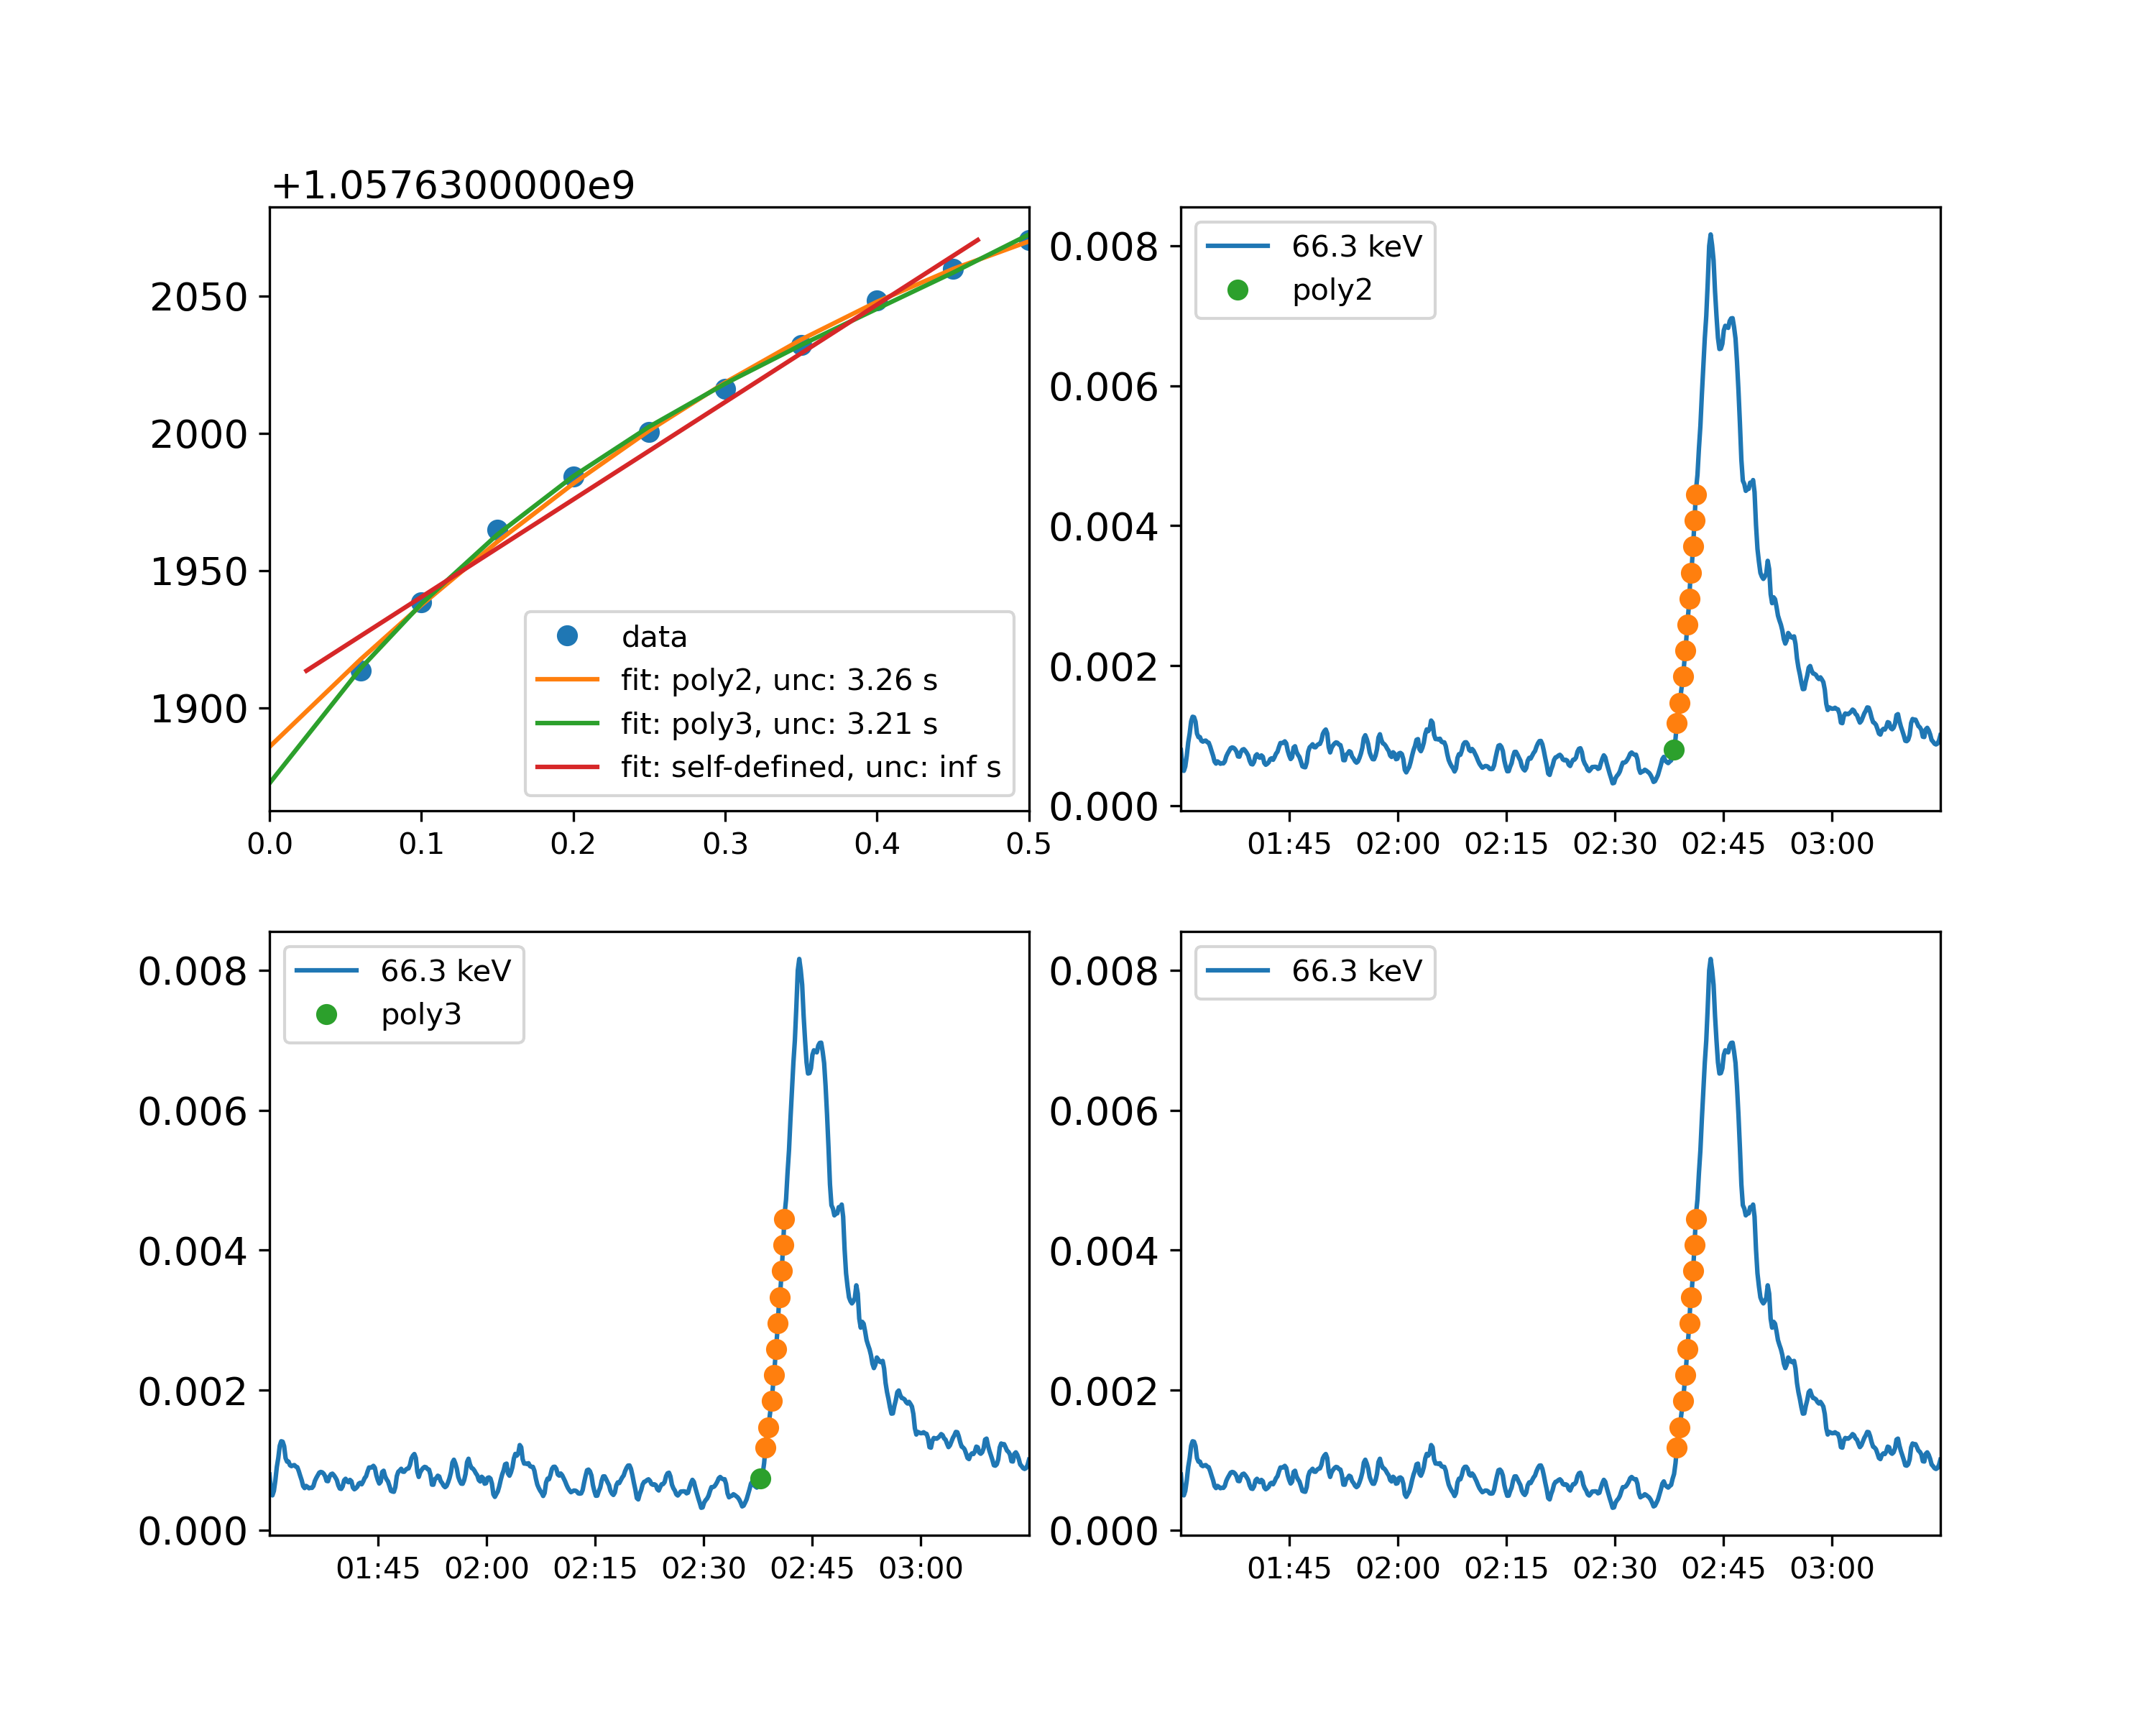 +1.0576300000e9
2050
2000
1950
1900
data
fit: poly2, unc: 3.26 s
fit: poly3, unc: 3.21 s
fit: self-defined, unc: inf s
0.0 0.1 0.2 0.3 0.4 0.5
66.3 keV
poly2
0.008
0.006
0.004
0.002
0.000
01:45 02:00 02:15 02:30 02:45 03:00
66.3 keV
poly3
0.008
0.006
0.004
0.002
0.000
01:45 02:00 02:15 02:30 02:45 03:00
66.3 keV
0.008
0.006
0.004
0.002
0.000
01:45 02:00 02:15 02:30 02:45 03:00